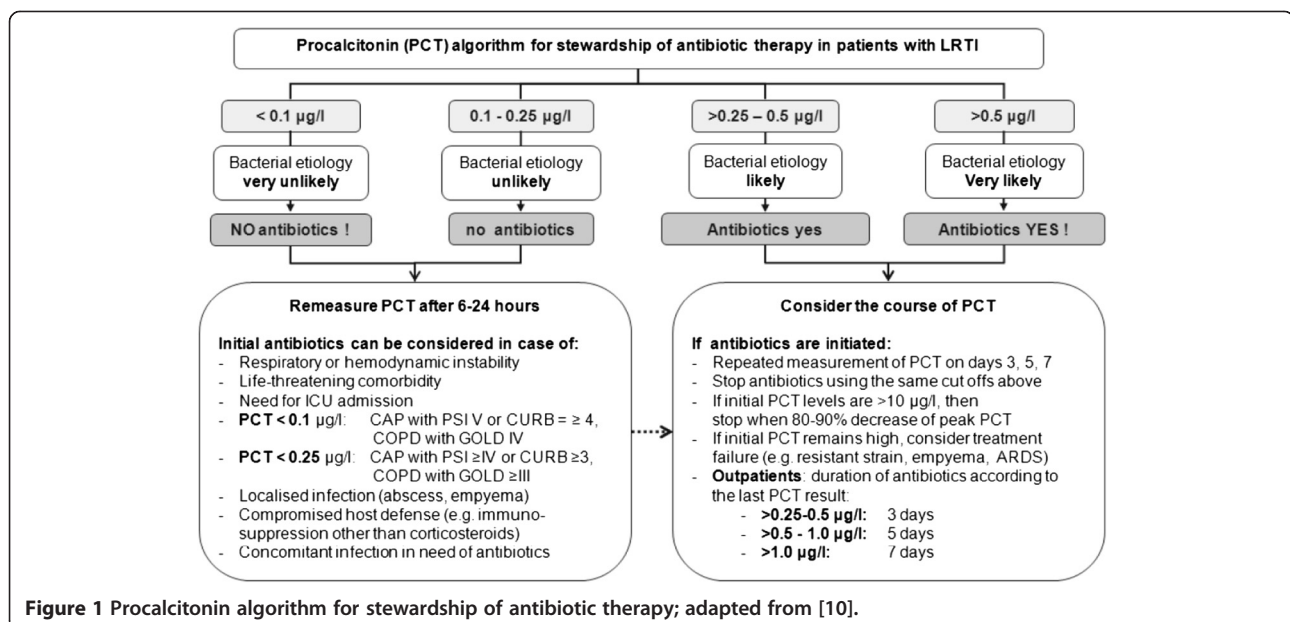 Procalcitonin (PCT) algorithm for stewardship of antibiotic therapy in patients with LRTI
< 0.1 µg/l
0.1 - 0.25 µg/l
>0.25 – 0.5 µg/l
>0.5 µg/l
Bacterial etiology
very unlikely
Bacterial etiology
unlikely
Bacterial etiology
likely
Bacterial etiology
Very likely
NO antibiotics !
no antibiotics
Antibiotics yes
Antibiotics YES !
Remeasure PCT after 6-24 hours
Initial antibiotics can be considered in case of:
- Respiratory or hemodynamic instability
- Life-threatening comorbidity
- Need for ICU admission
- PCT < 0.1 µg/l: CAP with PSI V or CURB = ≥ 4,
COPD with GOLD IV
- PCT < 0.25 µg/l: CAP with PSI ≥IV or CURB ≥3,
COPD with GOLD ≥III
- Localised infection (abscess, empyema)
- Compromised host defense (e.g. immuno-
suppression other than corticosteroids)
- Concomitant infection in need of antibiotics
Consider the course of PCT
If antibiotics are initiated:
- Repeated measurement of PCT on days 3, 5, 7
- Stop antibiotics using the same cut offs above
- If initial PCT levels are >10 µg/l, then
stop when 80-90% decrease of peak PCT
- If initial PCT remains high, consider treatment
failure (e.g. resistant strain, empyema, ARDS)
- Outpatients: duration of antibiotics according to
the last PCT result:
- >0.25-0.5 µg/l: 3 days
- >0.5 - 1.0 µg/l: 5 days
- >1.0 µg/l: 7 days
Figure 1 Procalcitonin algorithm for stewardship of antibiotic therapy; adapted from [10].